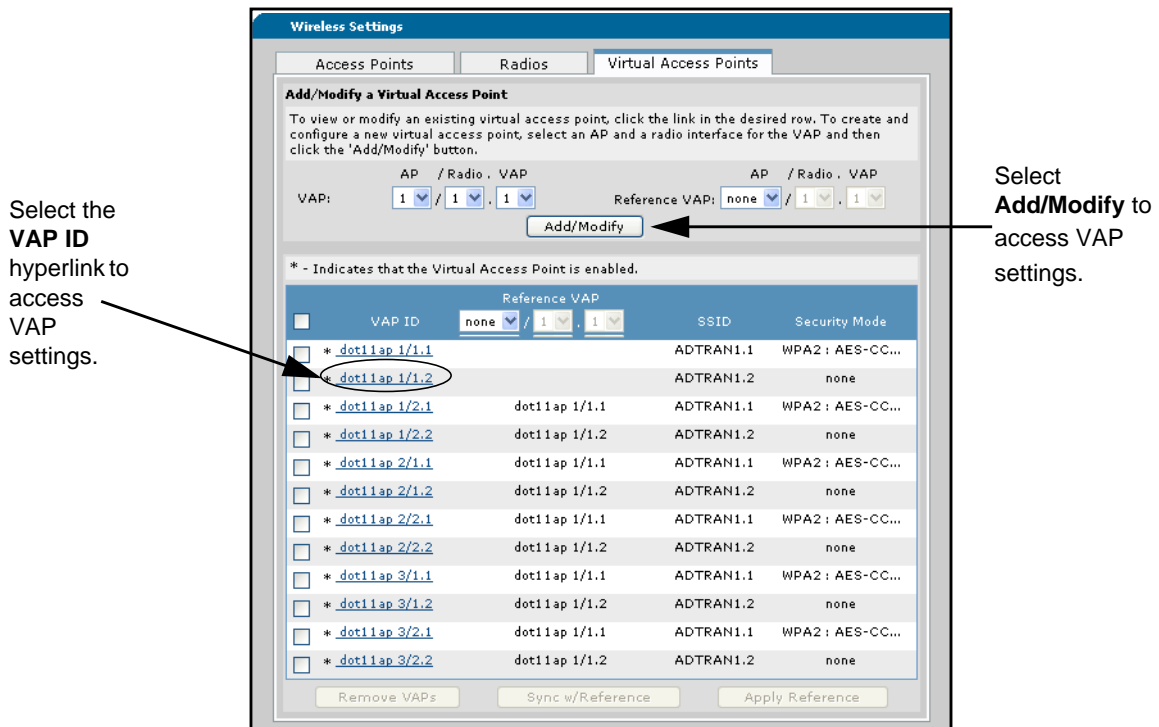 Wireless Settings
Access Points Radios Virtual Access Points
Add/Modify a Virtual Access Point
To view or modify an existing virtual access point, click the link in the desired row. To create and
configure a new virtual access point, select an AP and a radio interface for the VAP and then
click the 'Add/Modify' button.
AP / Radio . VAP AP / Radio . VAP
VAP: 1 / 1 . 1 Reference VAP: none / 1 . 1
Add/Modify
Select the
VAP ID
hyperlink to
access
VAP
settings.
Select
Add/Modify to
access VAP
settings.
* - Indicates that the Virtual Access Point is enabled.
Reference VAP
VAP ID none / 1 . 1 SSID Security Mode
* dot11ap 1/1.1 ADTRAN1.1 WPA2 : AES-CC...
* dot11ap 1/1.2 ADTRAN1.2 none
* dot11ap 1/2.1 dot11ap 1/1.1 ADTRAN1.1 WPA2 : AES-CC...
* dot11ap 1/2.2 dot11ap 1/1.2 ADTRAN1.2 none
* dot11ap 2/1.1 dot11ap 1/1.1 ADTRAN1.1 WPA2 : AES-CC...
* dot11ap 2/1.2 dot11ap 1/1.2 ADTRAN1.2 none
* dot11ap 2/2.1 dot11ap 1/1.1 ADTRAN1.1 WPA2 : AES-CC...
* dot11ap 2/2.2 dot11ap 1/1.2 ADTRAN1.2 none
* dot11ap 3/1.1 dot11ap 1/1.1 ADTRAN1.1 WPA2 : AES-CC...
* dot11ap 3/1.2 dot11ap 1/1.2 ADTRAN1.2 none
* dot11ap 3/2.1 dot11ap 1/1.1 ADTRAN1.1 WPA2 : AES-CC...
* dot11ap 3/2.2 dot11ap 1/1.2 ADTRAN1.2 none
Remove VAPs Sync w/Reference Apply Reference